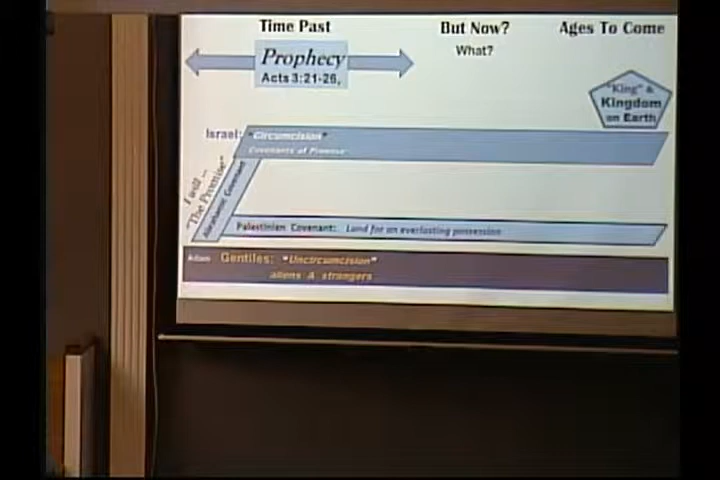 Time Past
But Now?
Ages To Come
What?
Prophecy
Acts 3:21-26,
"King" &
Kingdom
on Earth
Israel: "Circumcision"
Covenants of Promise
I will ...
"The Promise"
Abrahamic Covenant
Palestinian Covenant: Land for an everlasting possession
Adam Gentiles: "Uncircumcision"
aliens & strangers